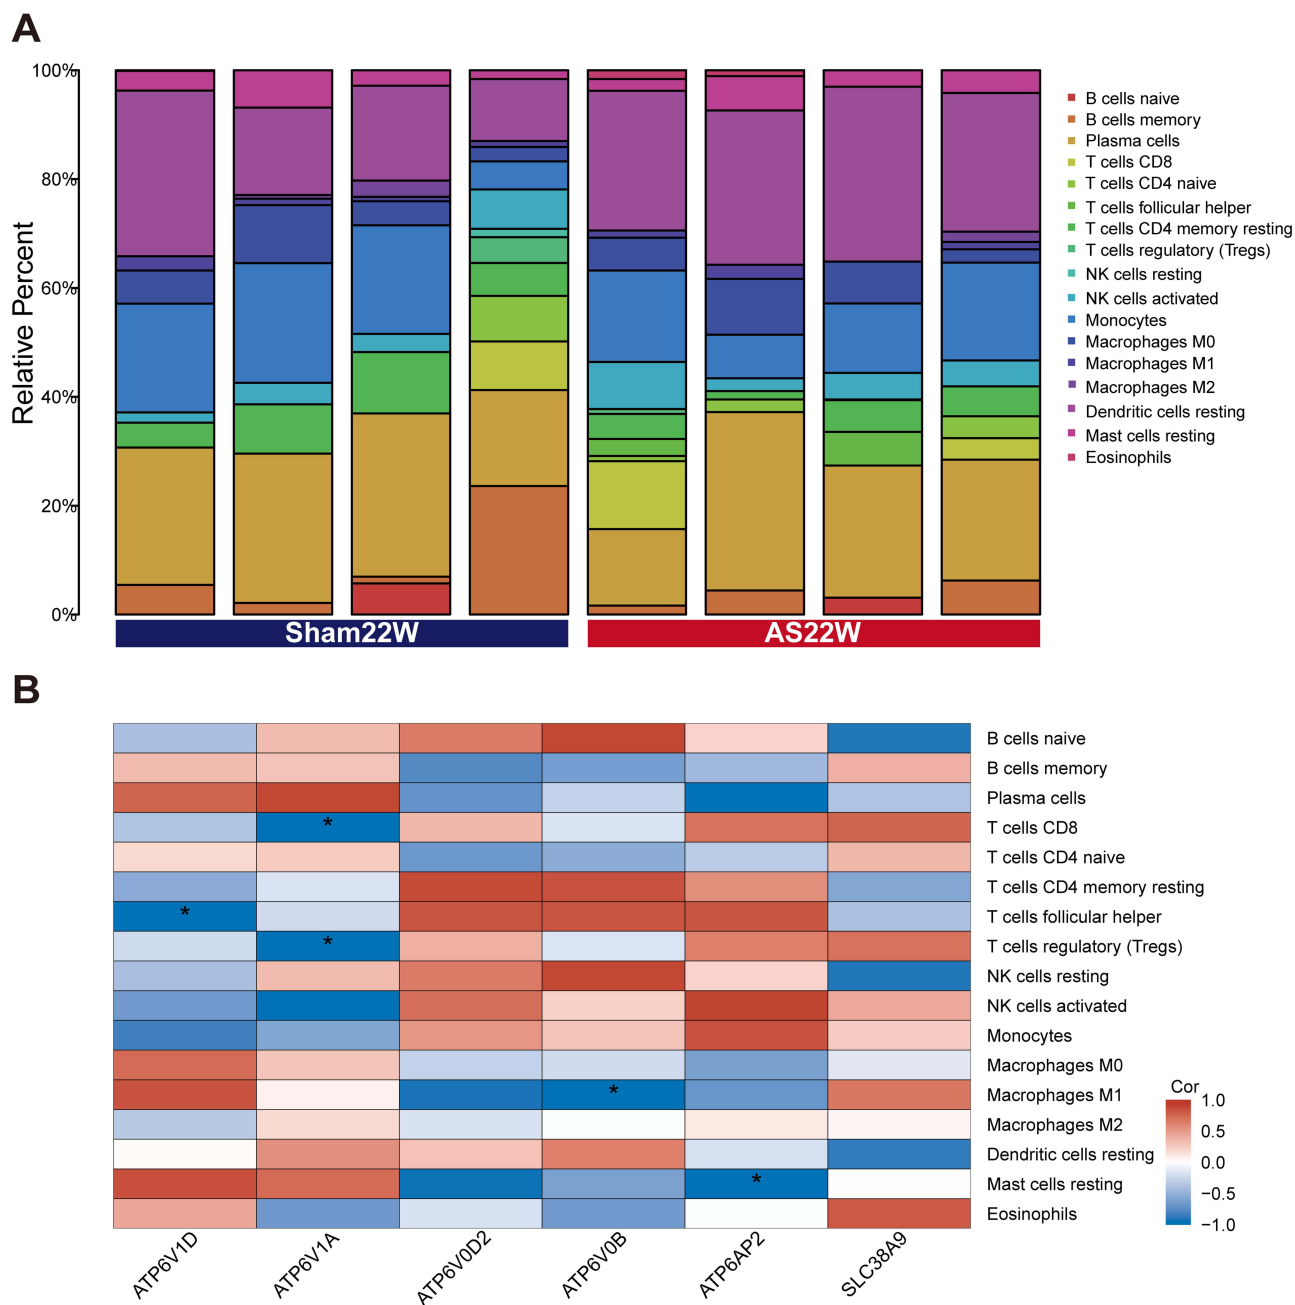 A
100%
80%
60%
40%
20%
0%
Relative Percent
Sham22W
AS22W
B cells naive
B cells memory
Plasma cells
T cells CD8
T cells CD4 naive
T cells follicular helper
T cells CD4 memory resting
T cells regulatory (Tregs)
NK cells resting
NK cells activated
Monocytes
Macrophages M0
Macrophages M1
Macrophages M2
Dendritic cells resting
Mast cells resting
Eosinophils
B
B cells naive
B cells memory
Plasma cells
* T cells CD8
T cells CD4 naive
T cells CD4 memory resting
* T cells follicular helper
* T cells regulatory (Tregs)
NK cells resting
NK cells activated
Monocytes
Macrophages M0
* Macrophages M1
Macrophages M2
Dendritic cells resting
* Mast cells resting
Eosinophils
Cor
1.0
0.5
0.0
−0.5
−1.0
ATP6V1D
ATP6V1A
ATP6V0D2
ATP6V0B
ATP6AP2
SLC38A9